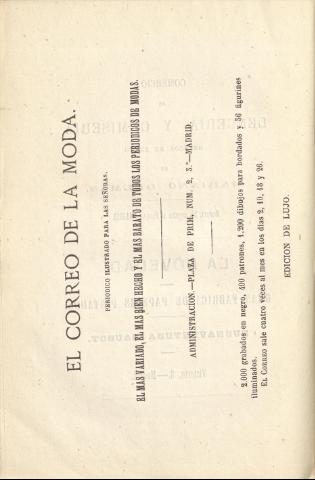 EL CORREO DE LA MODA.
PERIODICO ILUSTRADO PARA LAS SEÑORAS.
EL MAS VARIADO, EL MAS BIEN HECHO Y EL MAS BARATO DE TODOS LOS PERIODICOS DE MODAS.
ADMINISTRACION.—PLAZA DE PRIM, NUM. 2, 3.º—MADRID.
2.000 grabados en negro, 400 patrones, 1.200 dibujos para bordados y 36 figurines
iluminados.
EL CORREO sale cuatro veces al mes en los dias 2, 10, 18 y 26.
EDICION DE LUJO.